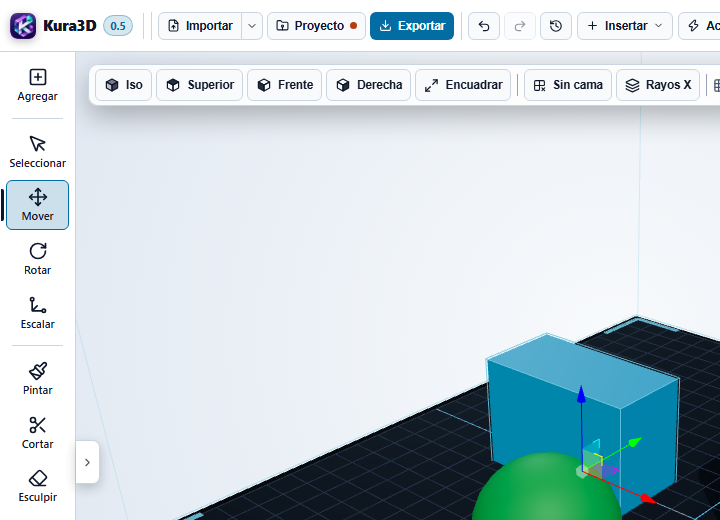 Kura3D 0.5 Importar Proyecto Exportar Insertar
Iso Superior Frente Derecha Encuadrar Sin cama Rayos X
Agregar
Seleccionar
Mover
Rotar
Escalar
Pintar
Cortar
Esculpir